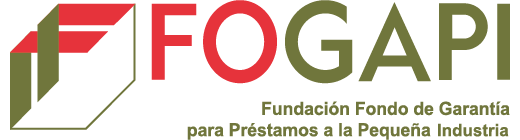 FOGAPI
Fundación Fondo de Garantía
para Préstamos a la Pequeña Industria